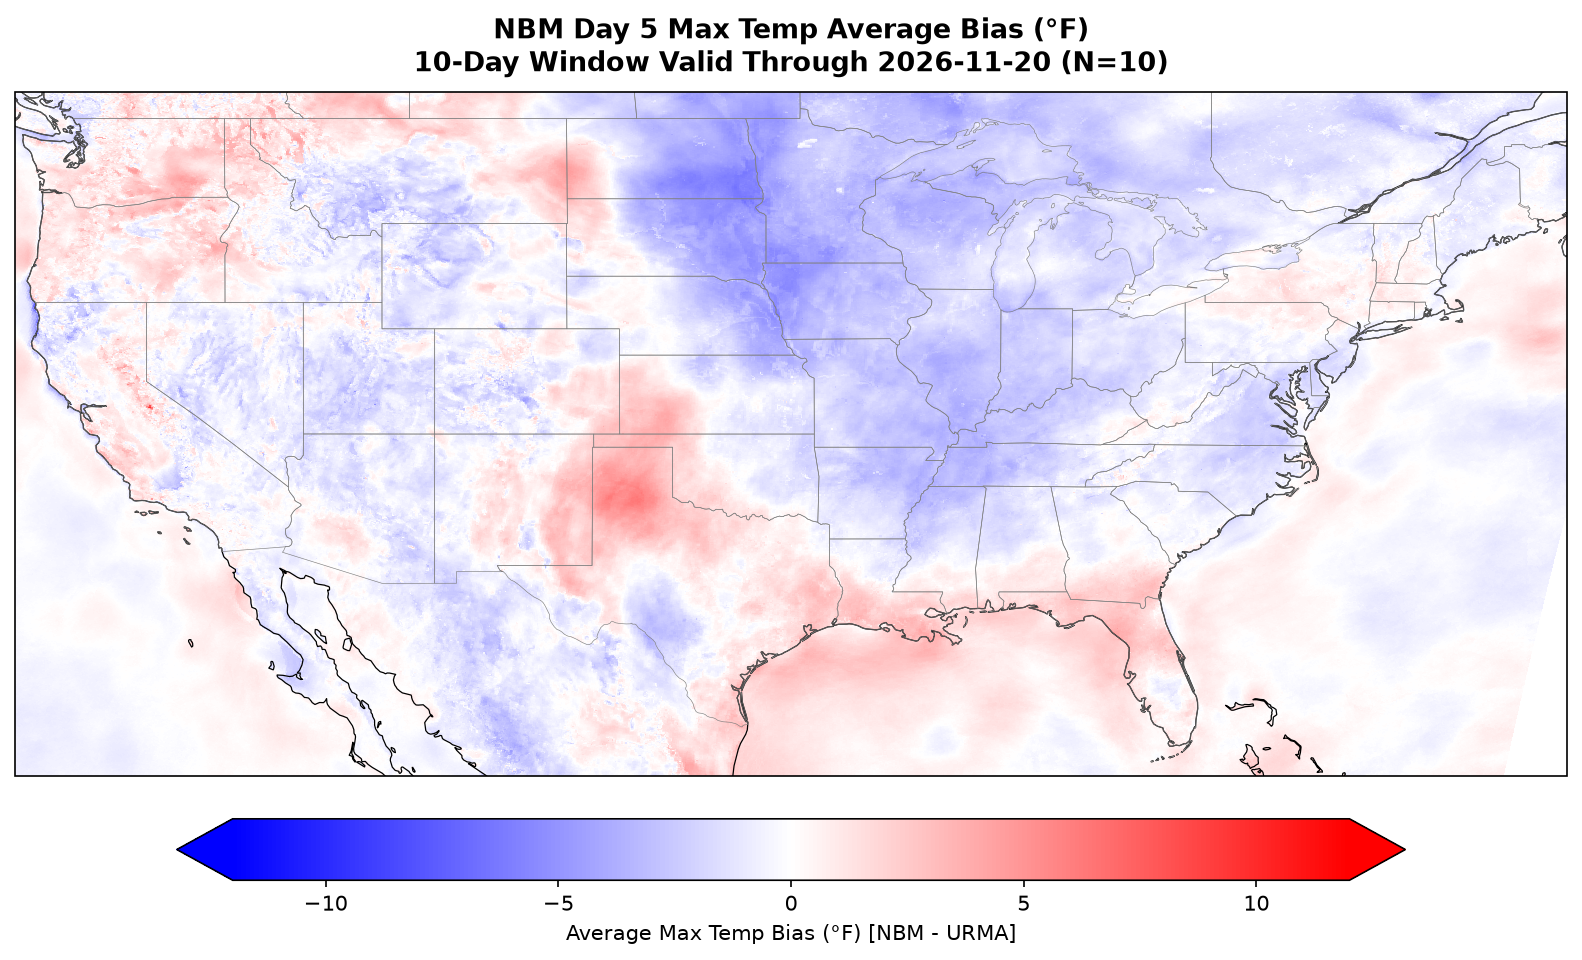 NBM Day 5 Max Temp Average Bias (°F)
10-Day Window Valid Through 2026-11-20 (N=10)
−10 −5 0 5 10
Average Max Temp Bias (°F) [NBM - URMA]